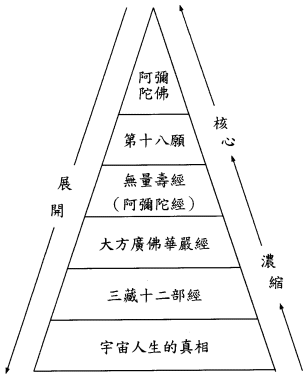 阿彌
陀佛
第十八願
無量壽經
（阿彌陀經）
大方廣佛華嚴經
三藏十二部經
宇宙人生的真相
展開
核心
濃縮